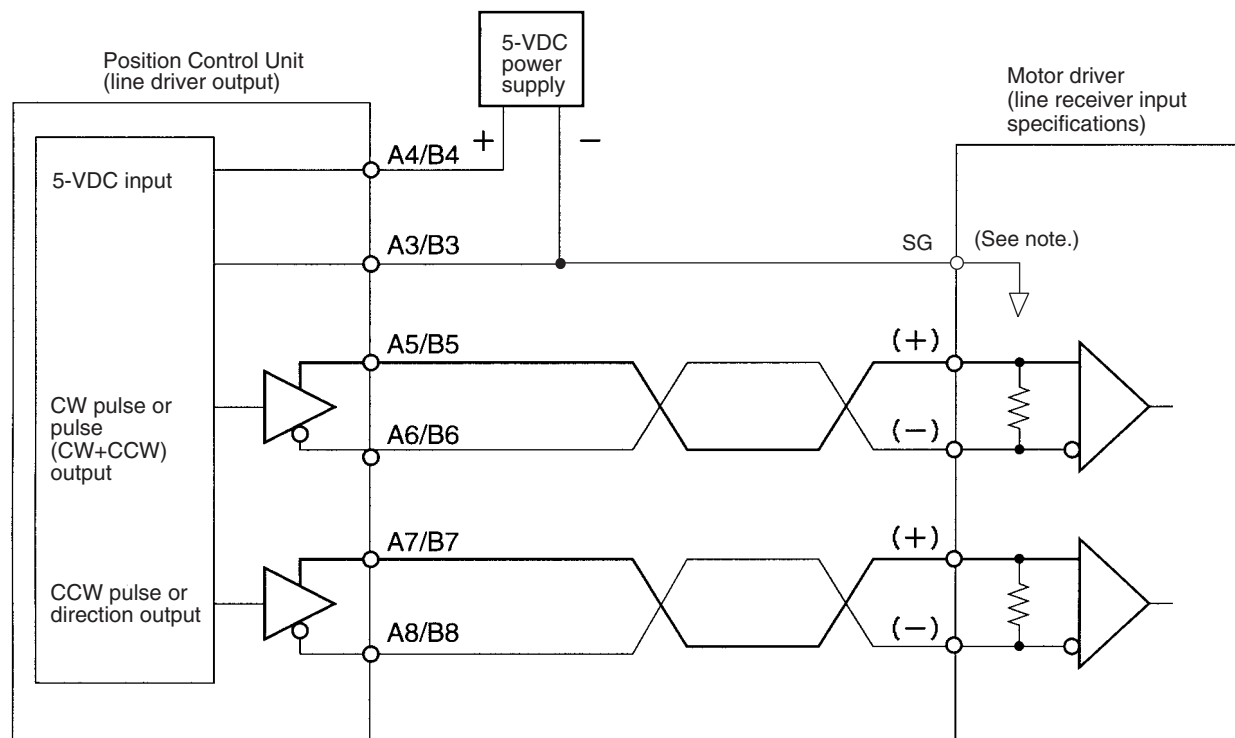 5-VDC
power
supply
Position Control Unit
(line driver output)
Motor driver
(line receiver input
specifications)
+
−
A4/B4
5-VDC input
A3/B3
SG
(See note.)
A5/B5
(+)
CW pulse or
pulse
(CW+CCW)
output
A6/B6
(−)
A7/B7
(+)
CCW pulse or
direction output
A8/B8
(−)